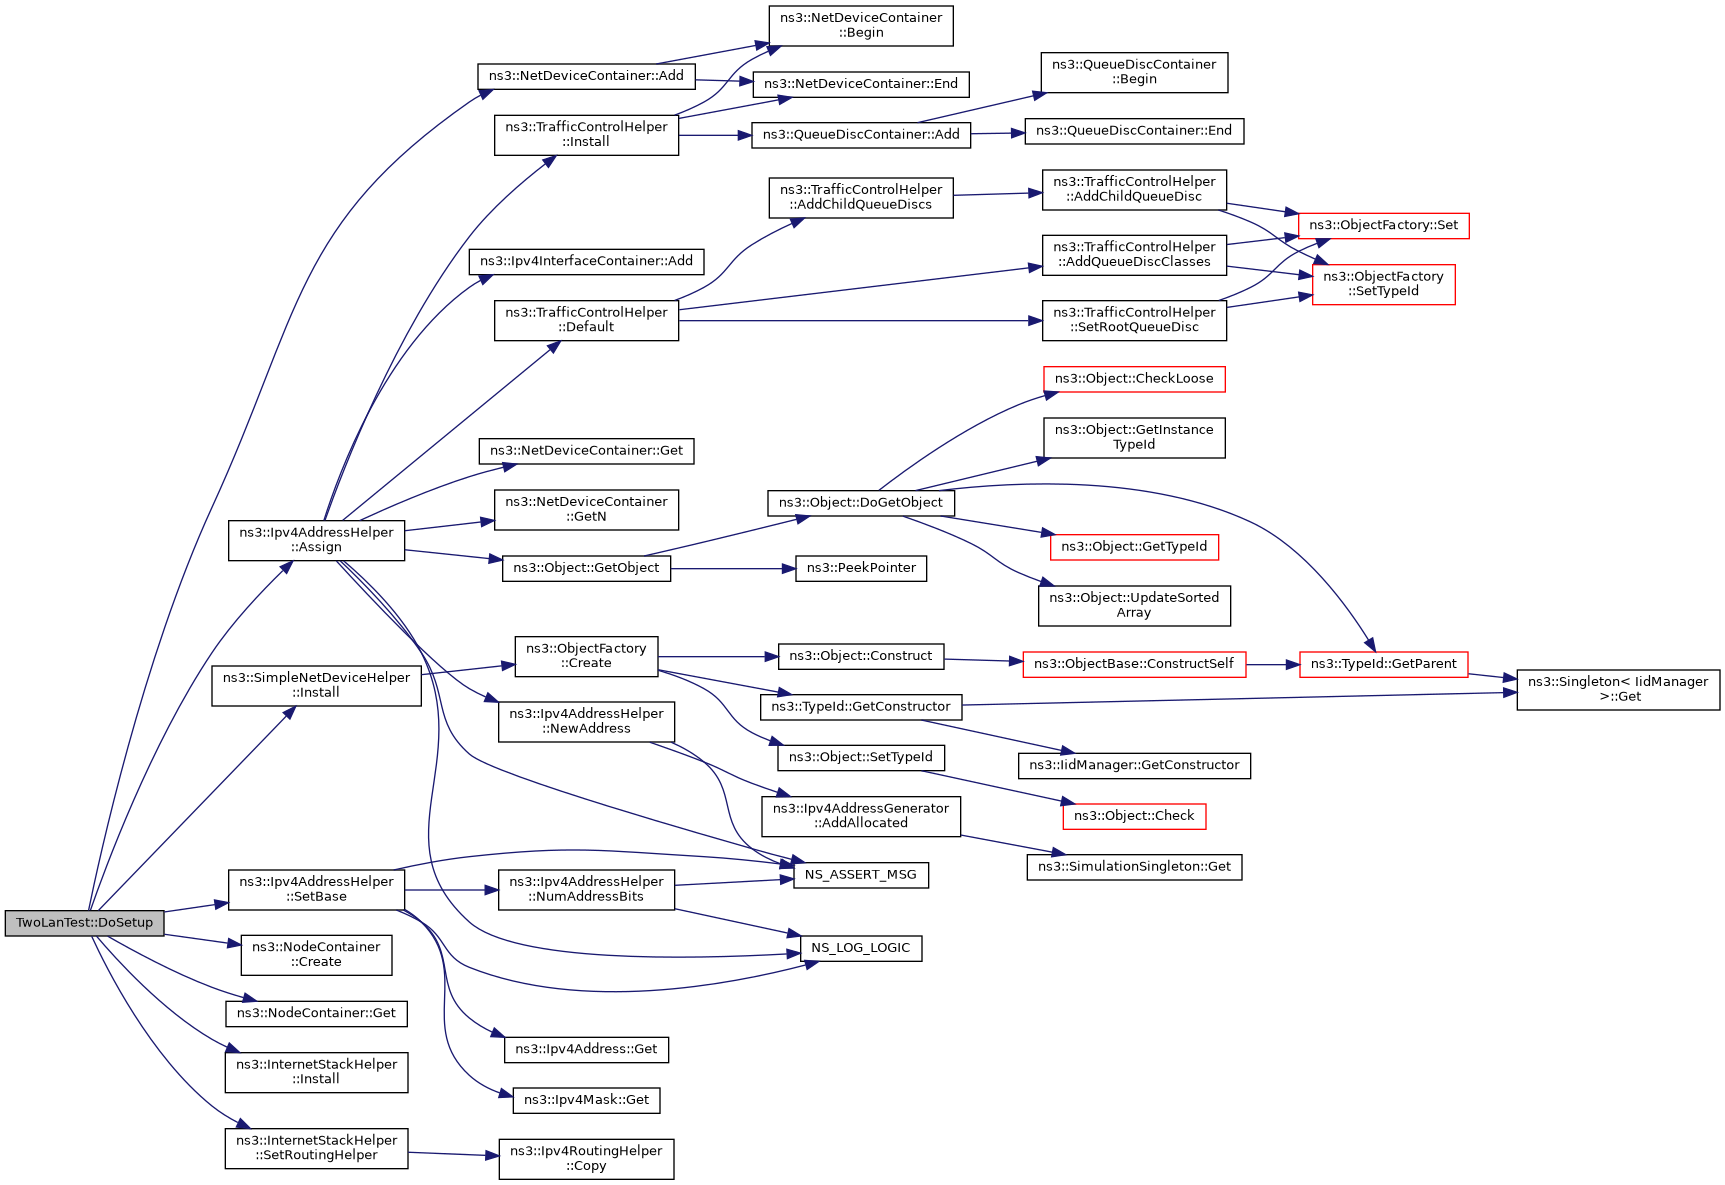 TwoLanTest::DoSetup
ns3::NetDeviceContainer::Add
ns3::Ipv4AddressHelper
::Assign
ns3::SimpleNetDeviceHelper
::Install
ns3::Ipv4AddressHelper
::SetBase
ns3::NodeContainer
::Create
ns3::NodeContainer::Get
ns3::InternetStackHelper
::Install
ns3::InternetStackHelper
::SetRoutingHelper
ns3::TrafficControlHelper
::Install
ns3::Ipv4InterfaceContainer::Add
ns3::TrafficControlHelper
::Default
ns3::NetDeviceContainer::Get
ns3::NetDeviceContainer
::GetN
ns3::Object::GetObject
ns3::ObjectFactory
::Create
ns3::Ipv4AddressHelper
::NewAddress
ns3::Ipv4AddressHelper
::NumAddressBits
ns3::Ipv4Address::Get
ns3::Ipv4Mask::Get
ns3::Ipv4RoutingHelper
::Copy
ns3::NetDeviceContainer
::Begin
ns3::NetDeviceContainer::End
ns3::QueueDiscContainer::Add
ns3::TrafficControlHelper
::AddChildQueueDiscs
ns3::Object::DoGetObject
ns3::PeekPointer
ns3::Object::Construct
ns3::TypeId::GetConstructor
ns3::Object::SetTypeId
ns3::Ipv4AddressGenerator
::AddAllocated
NS_ASSERT_MSG
NS_LOG_LOGIC
ns3::QueueDiscContainer
::Begin
ns3::QueueDiscContainer::End
ns3::TrafficControlHelper
::AddChildQueueDisc
ns3::TrafficControlHelper
::AddQueueDiscClasses
ns3::TrafficControlHelper
::SetRootQueueDisc
ns3::Object::CheckLoose
ns3::Object::GetInstance
TypeId
ns3::Object::GetTypeId
ns3::Object::UpdateSorted
Array
ns3::ObjectBase::ConstructSelf
ns3::IidManager::GetConstructor
ns3::Object::Check
ns3::SimulationSingleton::Get
ns3::ObjectFactory::Set
ns3::ObjectFactory
::SetTypeId
ns3::TypeId::GetParent
ns3::Singleton< IidManager
>::Get